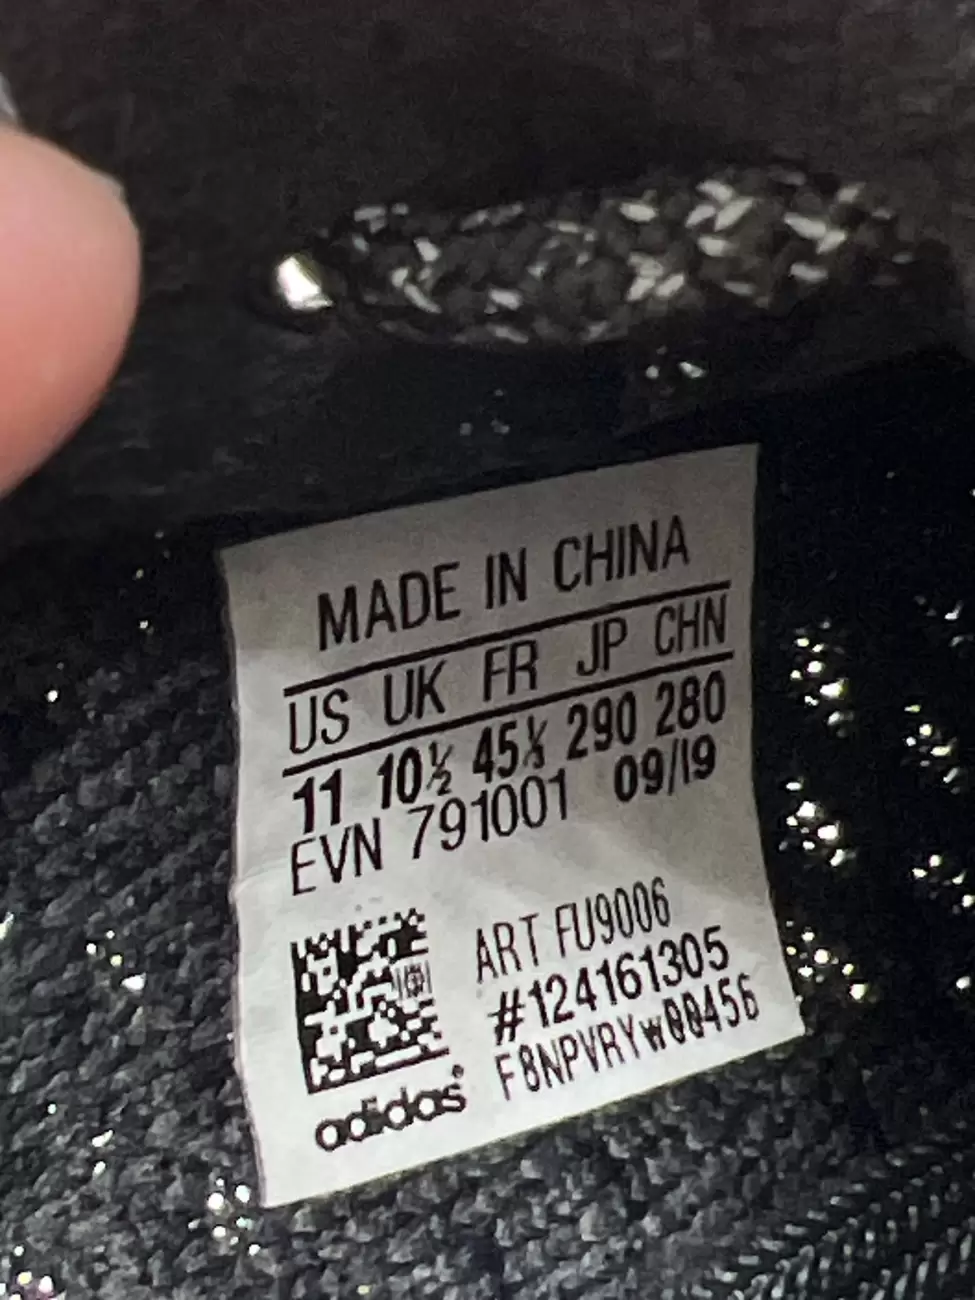 MADE IN CHINA
US UK FR JP CHN
11 10½ 45⅓ 290 280
EVN 791001 09/19
ART FU9006
#124161305
F8NPVRYw00456
adidas®